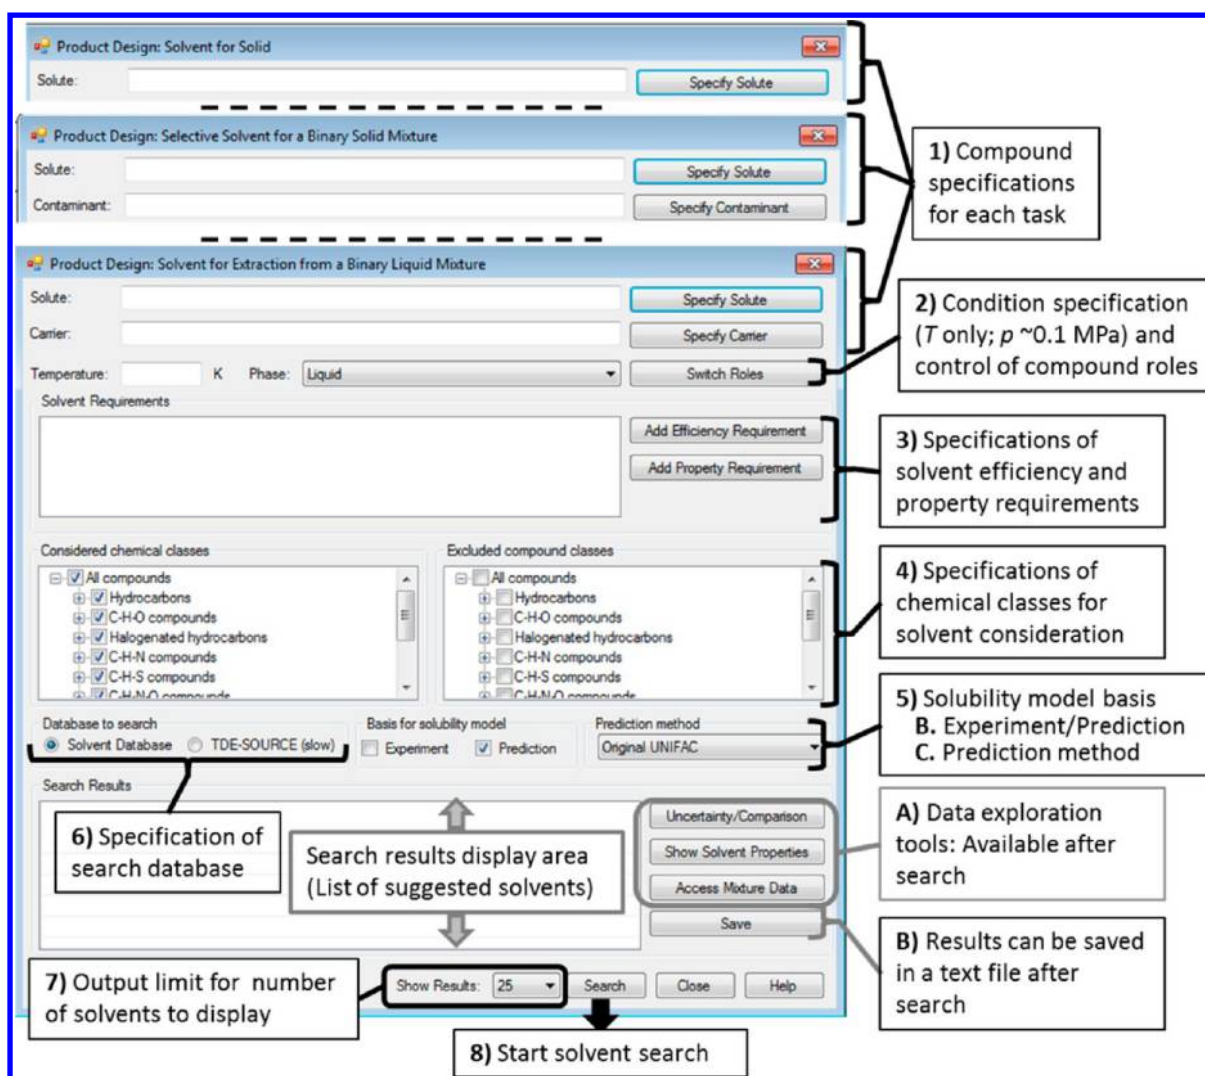 Product Design: Solvent for Solid
Solute:
Specify Solute
Product Design: Selective Solvent for a Binary Solid Mixture
Solute:
Specify Solute
Contaminant:
Specify Contaminant
1) Compound
specifications
for each task
Product Design: Solvent for Extraction from a Binary Liquid Mixture
Solute:
Specify Solute
Carrier:
Specify Carrier
Temperature:
K
Phase:
Liquid
Switch Roles
2) Condition specification
(T only; p ~0.1 MPa) and
control of compound roles
Solvent Requirements
Add Efficiency Requirement
Add Property Requirement
3) Specifications of
solvent efficiency and
property requirements
Considered chemical classes
All compounds
Hydrocarbons
C-H-O compounds
Halogenated hydrocarbons
C-H-N compounds
C-H-S compounds
C-H-N-O compounds
Excluded compound classes
All compounds
Hydrocarbons
C-H-O compounds
Halogenated hydrocarbons
C-H-N compounds
C-H-S compounds
C-H-N-O compounds
4) Specifications of
chemical classes for
solvent consideration
Database to search
Solvent Database
TDE-SOURCE (slow)
Basis for solubility model
Experiment
Prediction
Prediction method
Original UNIFAC
5) Solubility model basis
B. Experiment/Prediction
C. Prediction method
Search Results
6) Specification of
search database
Search results display area
(List of suggested solvents)
Uncertainty/Comparison
Show Solvent Properties
Access Mixture Data
Save
A) Data exploration
tools: Available after
search
B) Results can be saved
in a text file after
search
7) Output limit for number
of solvents to display
Show Results:
25
Search
Close
Help
8) Start solvent search